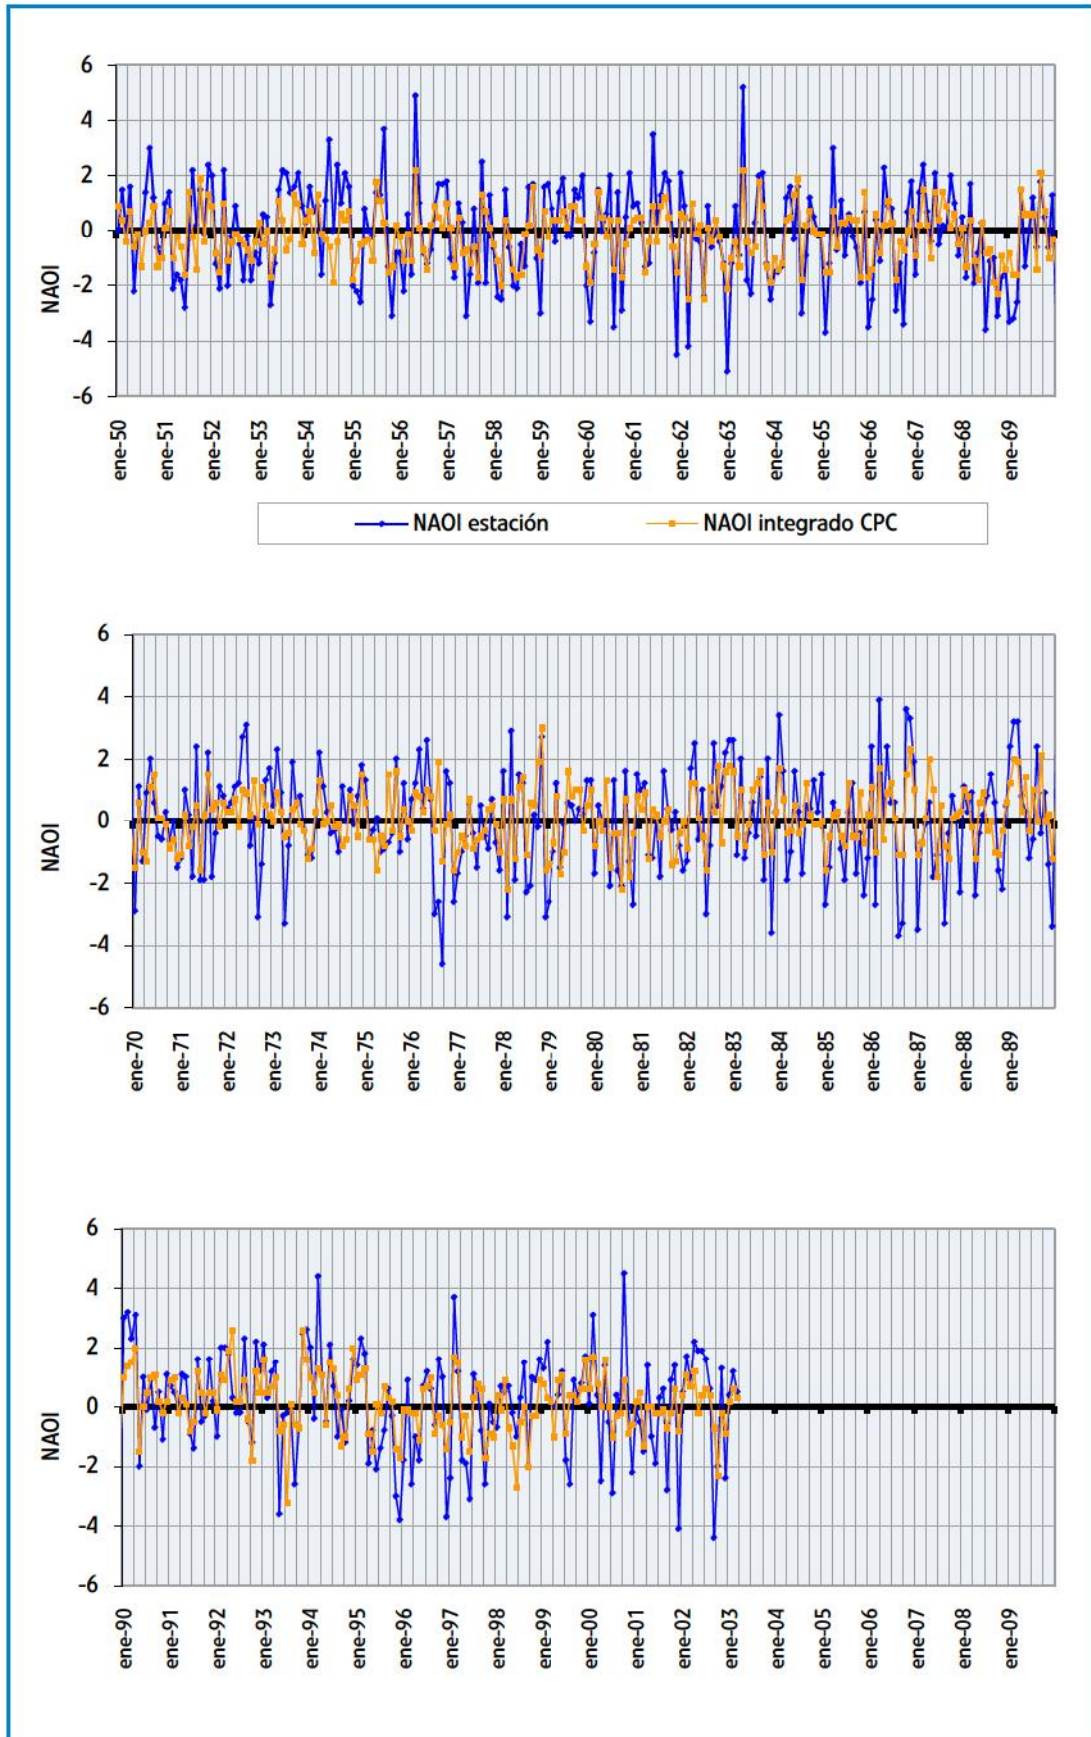 6
4
2
0
-2
-4
-6
NAOI
ene-50
ene-51
ene-52
ene-53
ene-54
ene-55
ene-56
ene-57
ene-58
ene-59
ene-60
ene-61
ene-62
ene-63
ene-64
ene-65
ene-66
ene-67
ene-68
ene-69
NAOI estación
NAOI integrado CPC
6
4
2
0
-2
-4
-6
NAOI
ene-70
ene-71
ene-72
ene-73
ene-74
ene-75
ene-76
ene-77
ene-78
ene-79
ene-80
ene-81
ene-82
ene-83
ene-84
ene-85
ene-86
ene-87
ene-88
ene-89
6
4
2
0
-2
-4
-6
NAOI
ene-90
ene-91
ene-92
ene-93
ene-94
ene-95
ene-96
ene-97
ene-98
ene-99
ene-00
ene-01
ene-02
ene-03
ene-04
ene-05
ene-06
ene-07
ene-08
ene-09